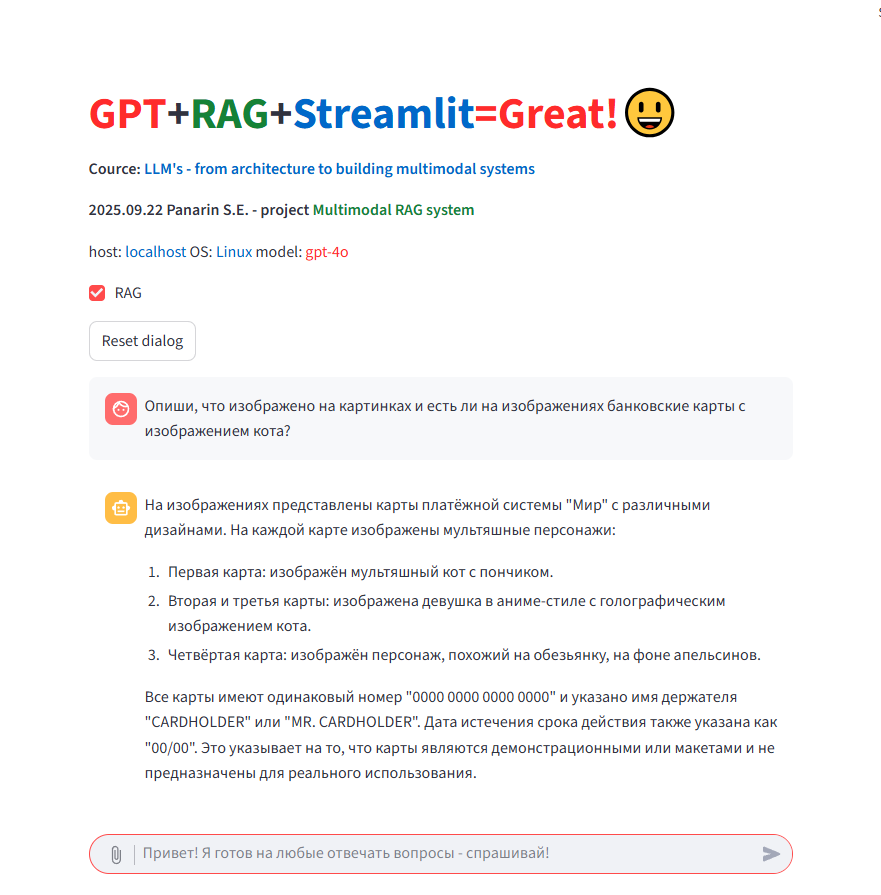 GPT+RAG+Streamlit=Great!
Cource: LLM's - from architecture to building multimodal systems
2025.09.22 Panarin S.E. - project Multimodal RAG system
host: localhost OS: Linux model: gpt-4o
RAG
Reset dialog
Опиши, что изображено на картинках и есть ли на изображениях банковские карты с
изображением кота?
На изображениях представлены карты платёжной системы "Мир" с различными
дизайнами. На каждой карте изображены мультяшные персонажи:
1. Первая карта: изображён мультяшный кот с пончиком.
2. Вторая и третья карты: изображена девушка в аниме-стиле с голографическим
изображением кота.
3. Четвёртая карта: изображён персонаж, похожий на обезьянку, на фоне апельсинов.
Все карты имеют одинаковый номер "0000 0000 0000 0000" и указано имя держателя
"CARDHOLDER" или "MR. CARDHOLDER". Дата истечения срока действия также указана как
"00/00". Это указывает на то, что карты являются демонстрационными или макетами и не
предназначены для реального использования.
Привет! Я готов на любые отвечать вопросы - спрашивай!